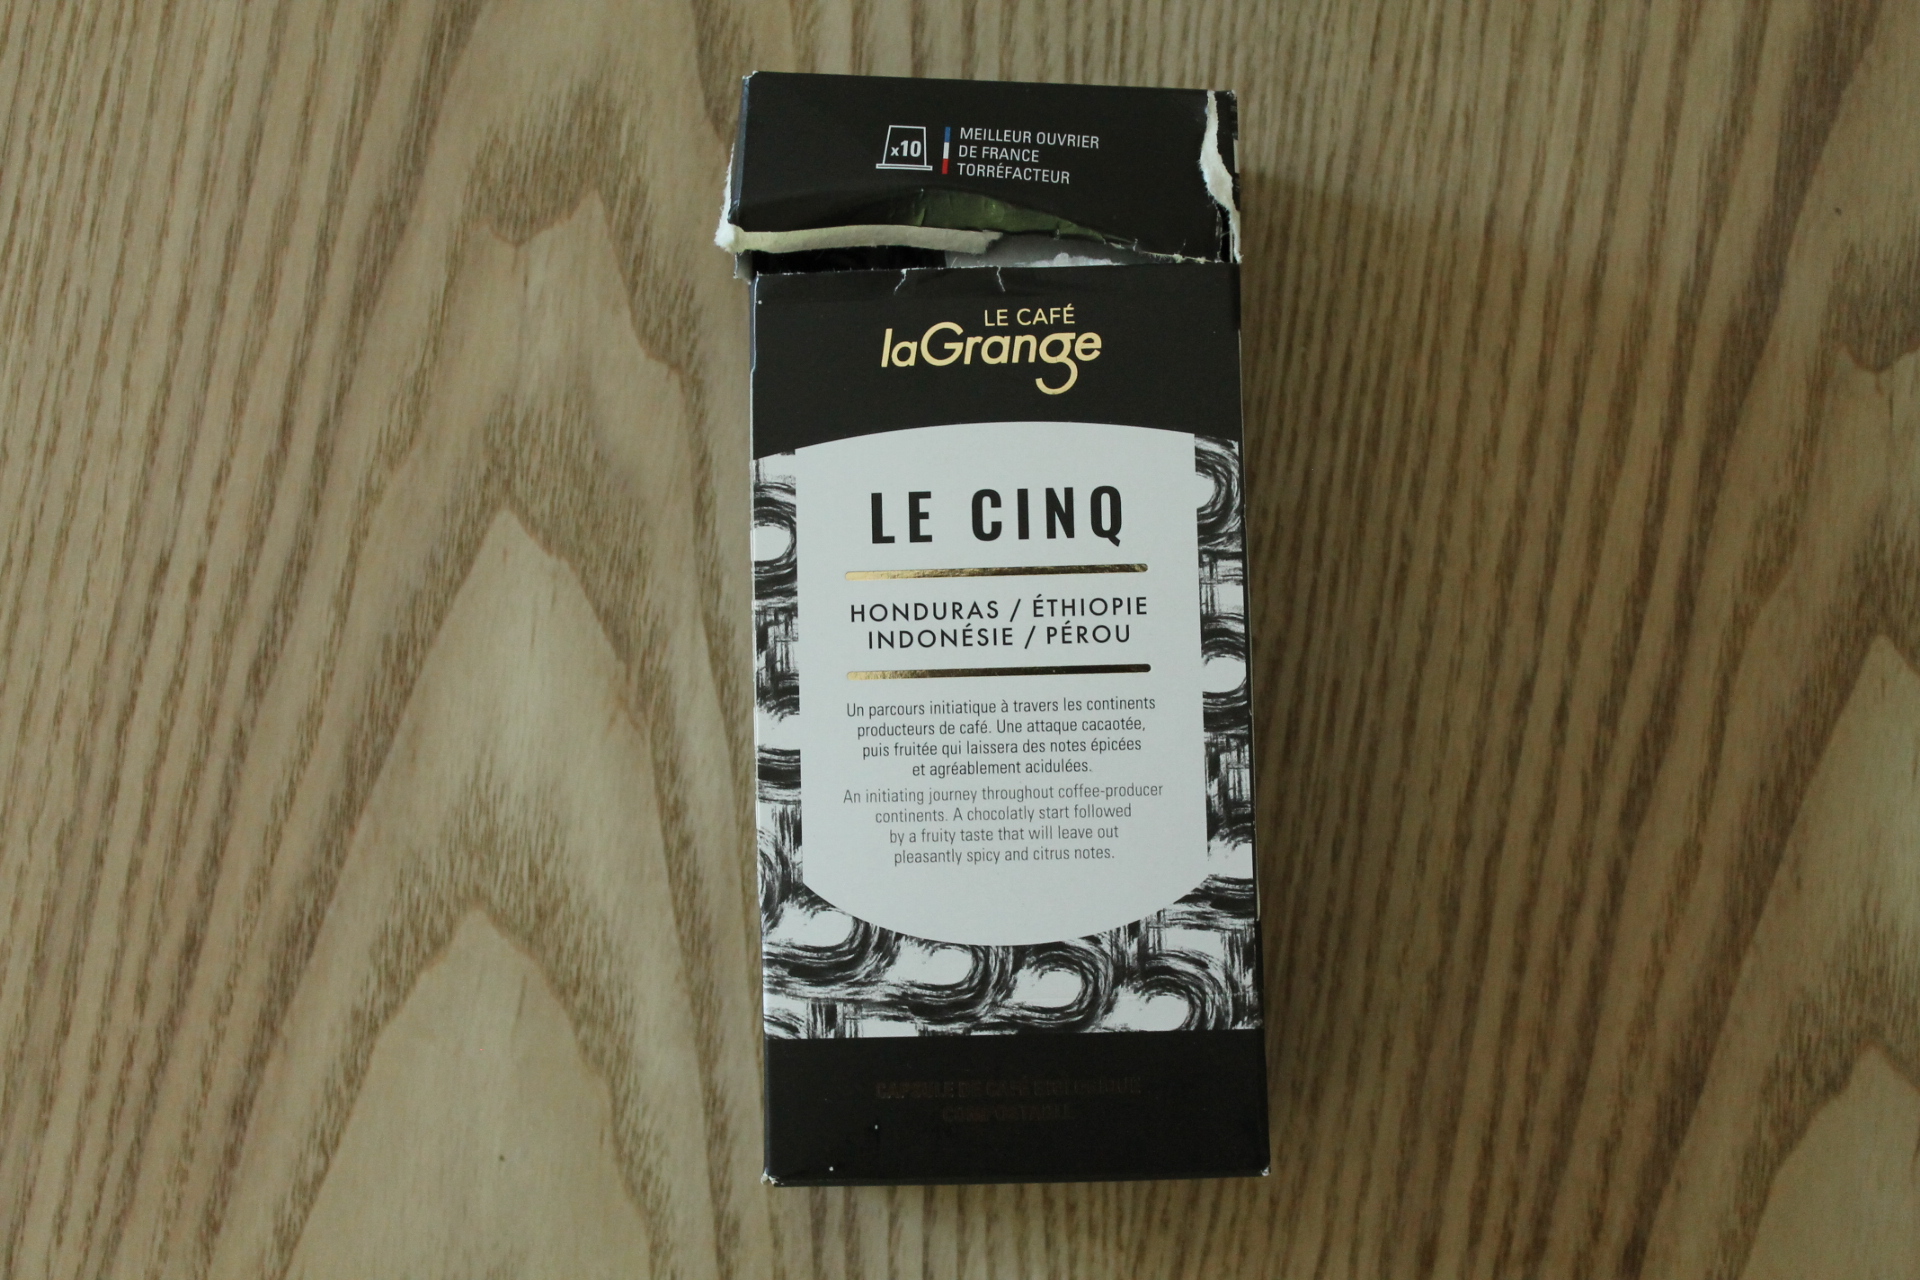 x10
MEILLEUR OUVRIER
DE FRANCE
TORRÉFACTEUR
LE CAFÉ
laGrange
LE CINQ
HONDURAS / ÉTHIOPIE
INDONÉSIE / PÉROU
Un parcours initiatique à travers les continents
producteurs de café. Une attaque cacaotée,
puis fruitée qui laissera des notes épicées
et agréablement acidulées.
An initiating journey throughout coffee-producer
continents. A chocolatly start followed
by a fruity taste that will leave out
pleasantly spicy and citrus notes.
CAPSULE DE CAFÉ